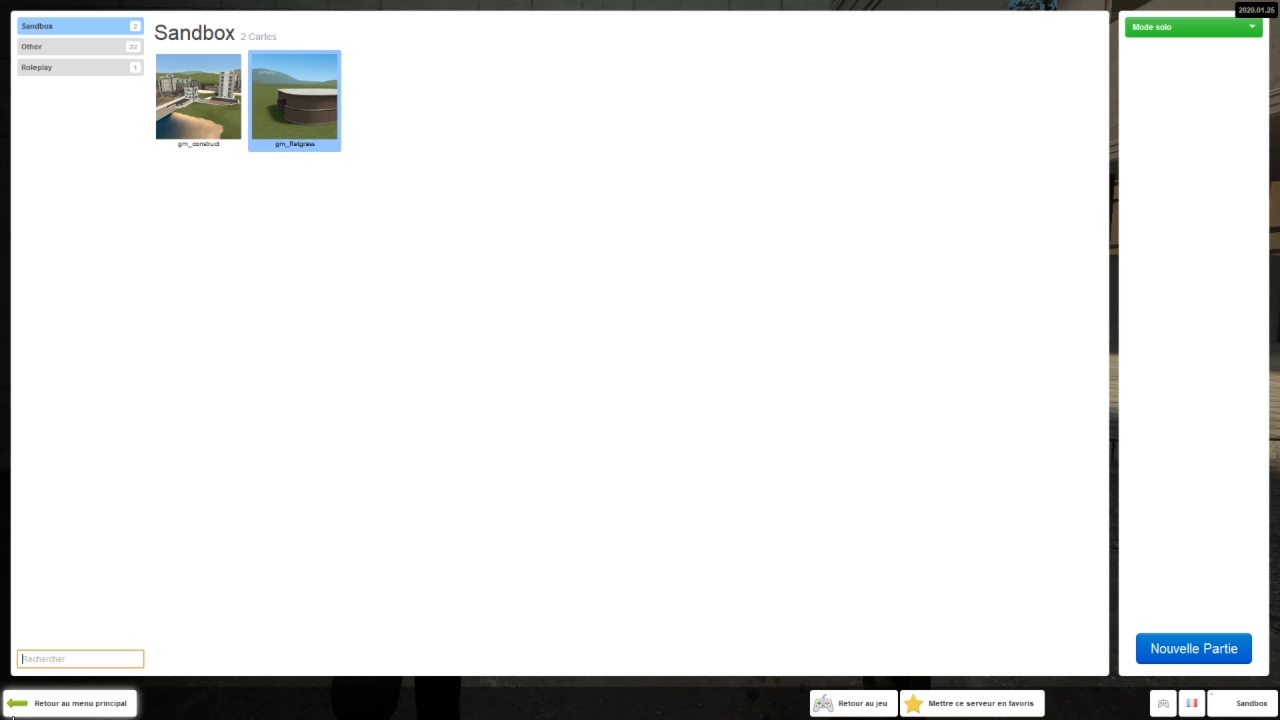 2020.01.25
Sandbox 2
Other 22
Roleplay 1
Sandbox 2 Cartes
gm_construct
gm_flatgrass
Mode solo
Rechercher
Nouvelle Partie
Retour au menu principal
Retour au jeu
Mettre ce serveur en favoris
Sandbox